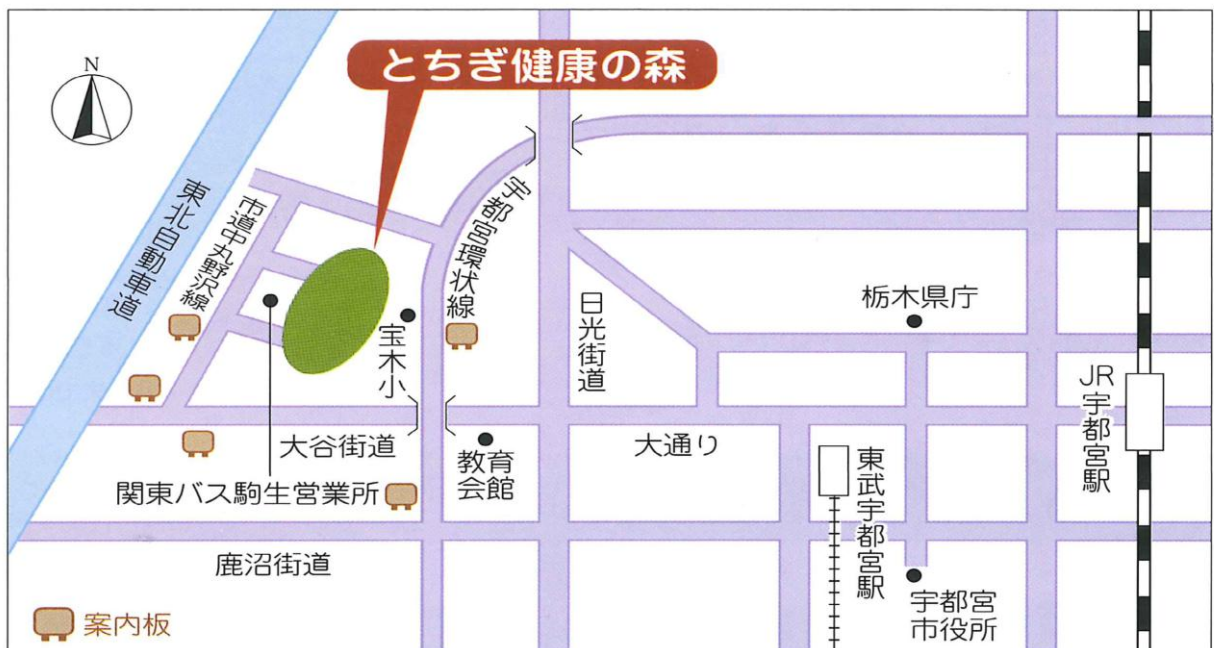 とちぎ健康の森
N
東北自動車道
市道中丸野沢線
宇都宮環状線
宝木小
日光街道
栃木県庁
JR宇都宮駅
大谷街道
大通り
教育
会館
関東バス駒生営業所
東武宇都宮駅
鹿沼街道
宇都宮
市役所
案内板